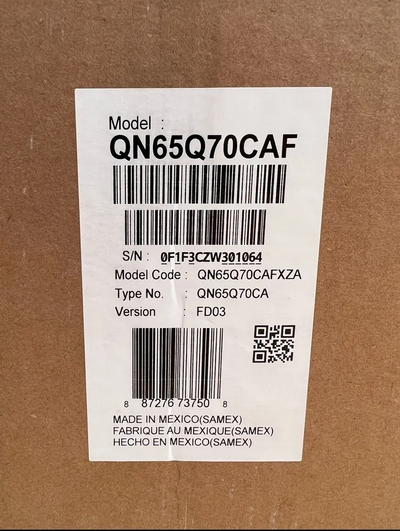 Model :
QN65Q70CAF
S/N : 0F1F3CZW301064
Model Code : QN65Q70CAFXZA
Type No. : QN65Q70CA
Version : FD03
8 87276 73750 8
MADE IN MEXICO(SAMEX)
FABRIQUE AU MEXIQUE(SAMEX)
HECHO EN MEXICO(SAMEX)